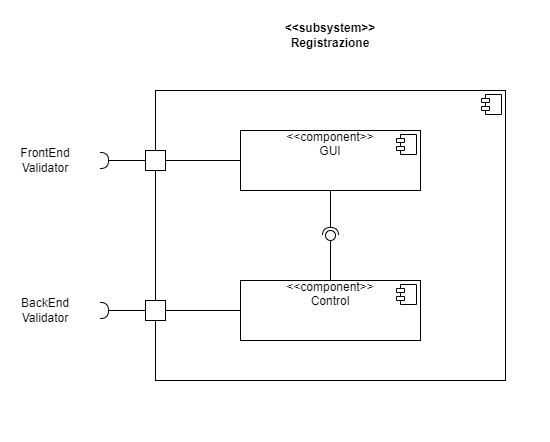 <<subsystem>>
Registrazione
FrontEnd
Validator
<<component>>
GUI
BackEnd
Validator
<<component>>
Control